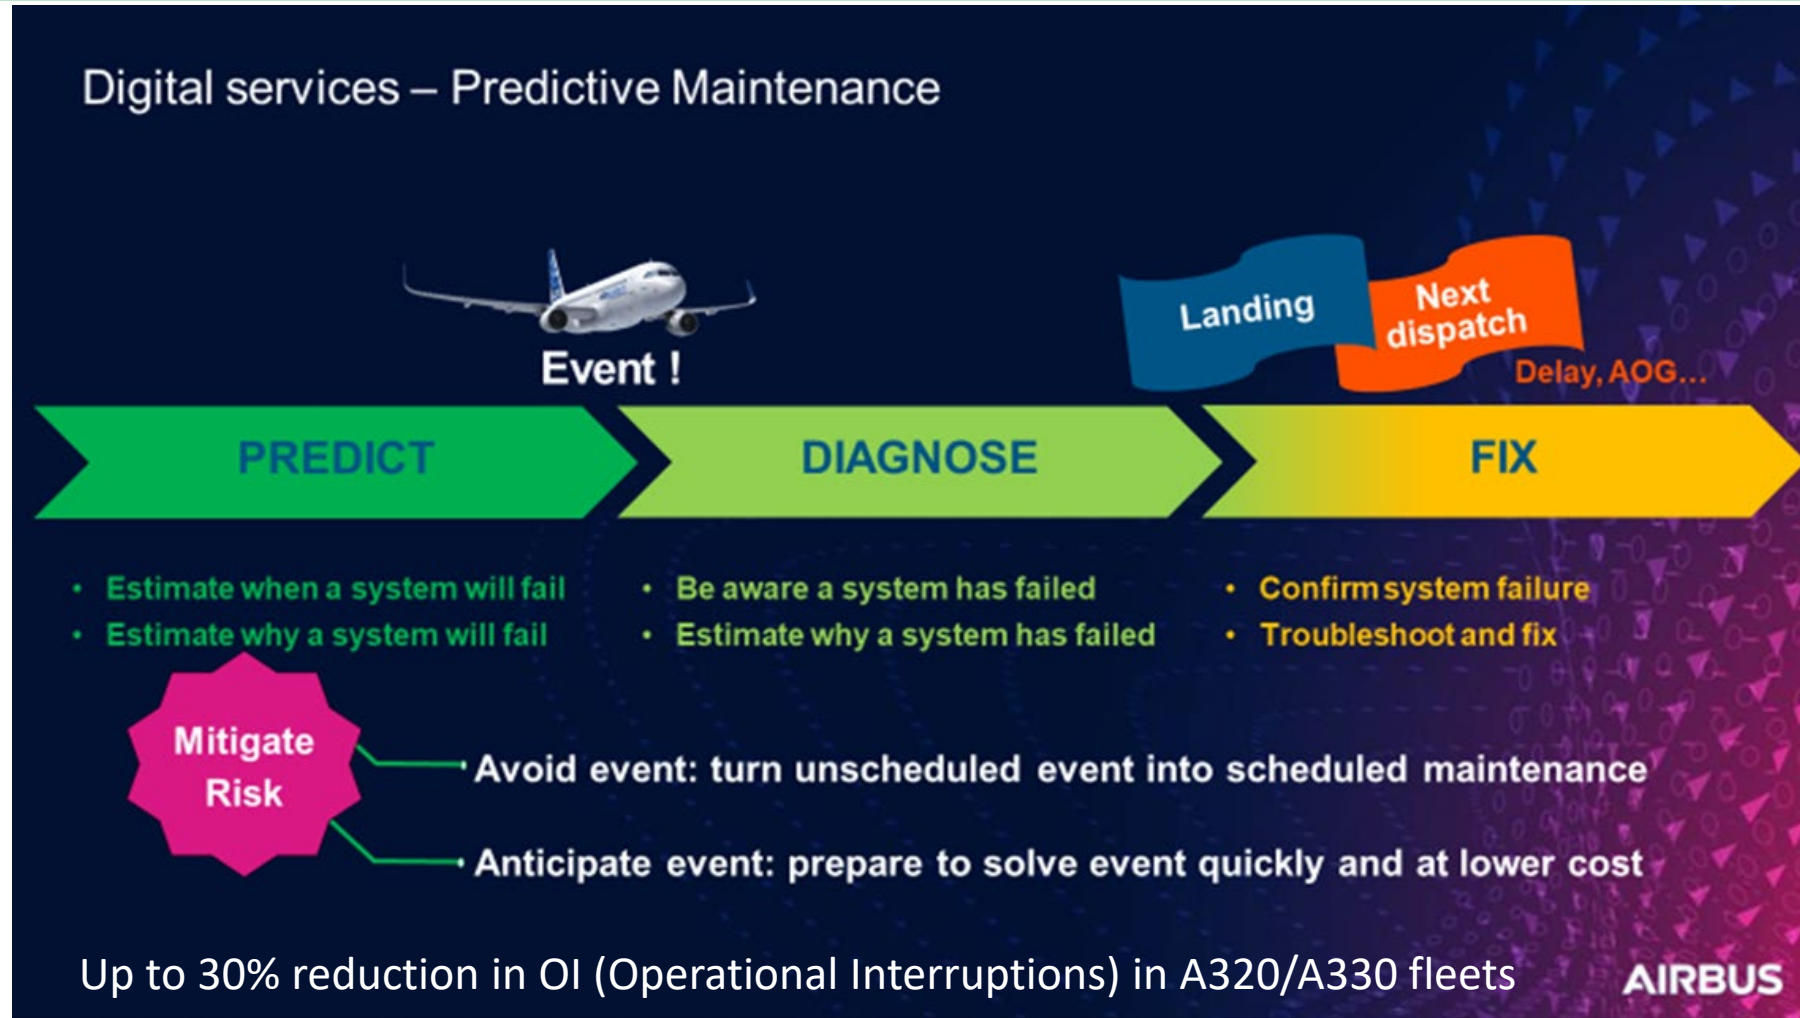 Digital services – Predictive Maintenance
Event !
Landing
Next
dispatch
Delay, AOG...
PREDICT
DIAGNOSE
FIX
• Estimate when a system will fail
• Estimate why a system will fail
• Be aware a system has failed
• Estimate why a system has failed
• Confirm system failure
• Troubleshoot and fix
Mitigate
Risk
Avoid event: turn unscheduled event into scheduled maintenance
Anticipate event: prepare to solve event quickly and at lower cost
Up to 30% reduction in OI (Operational Interruptions) in A320/A330 fleets
AIRBUS